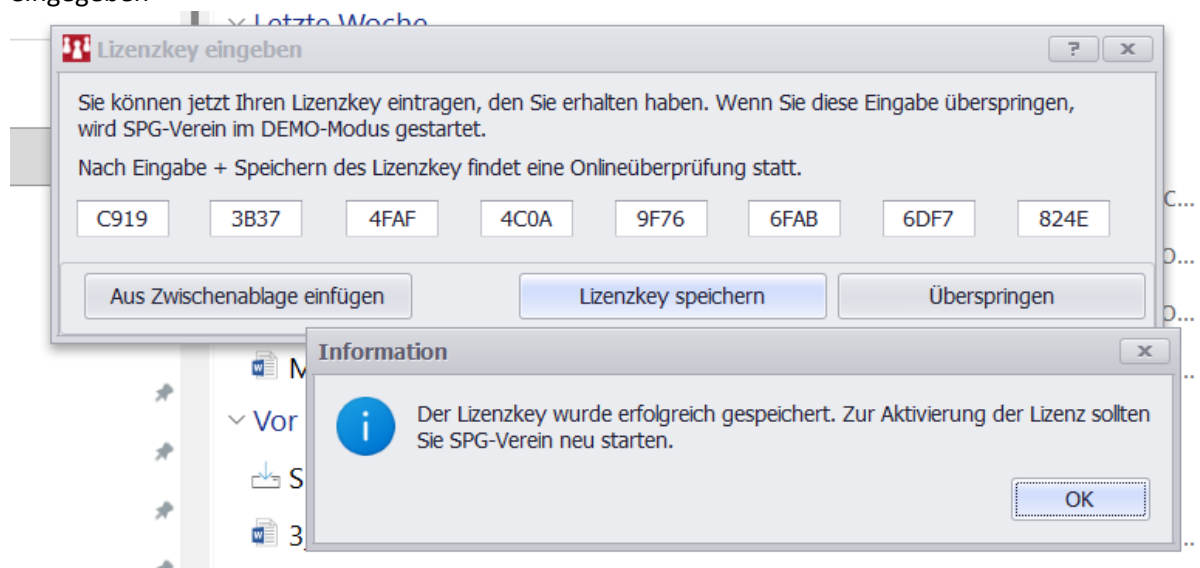 Letzte Woche
Lizenzkey eingeben
Sie können jetzt Ihren Lizenzkey eintragen, den Sie erhalten haben. Wenn Sie diese Eingabe überspringen,
wird SPG-Verein im DEMO-Modus gestartet.
Nach Eingabe + Speichern des Lizenzkey findet eine Onlineüberprüfung statt.
C919 3B37 4FAF 4C0A 9F76 6FAB 6DF7 824E
Aus Zwischenablage einfügen Lizenzkey speichern Überspringen
Information
Der Lizenzkey wurde erfolgreich gespeichert. Zur Aktivierung der Lizenz sollten
Sie SPG-Verein neu starten.
Vor
OK